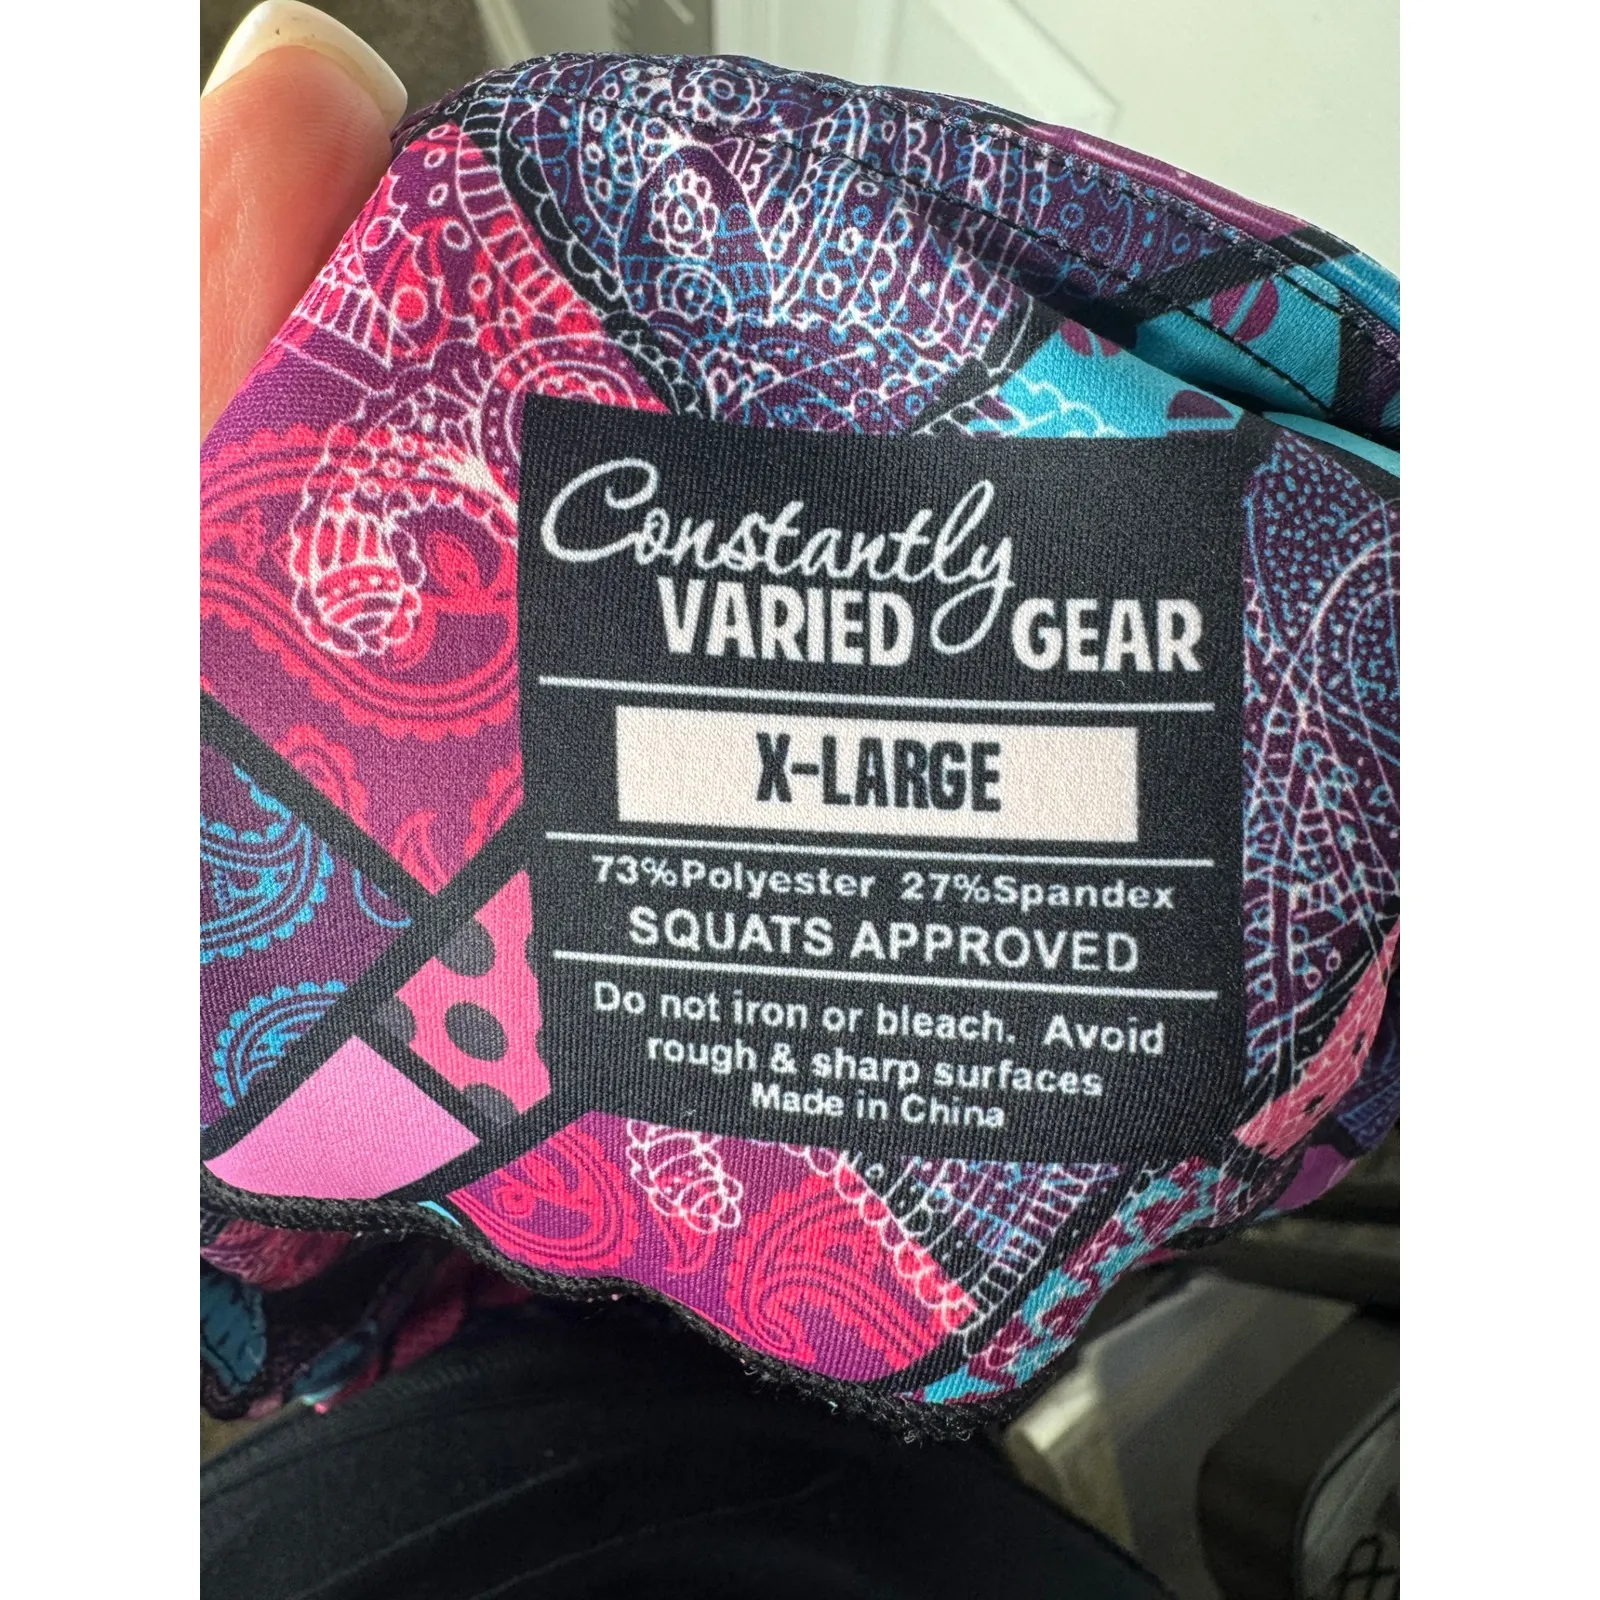 Constantly
VARIED GEAR
X-LARGE
73%Polyester 27%Spandex
SQUATS APPROVED
Do not iron or bleach. Avoid
rough & sharp surfaces
Made in China